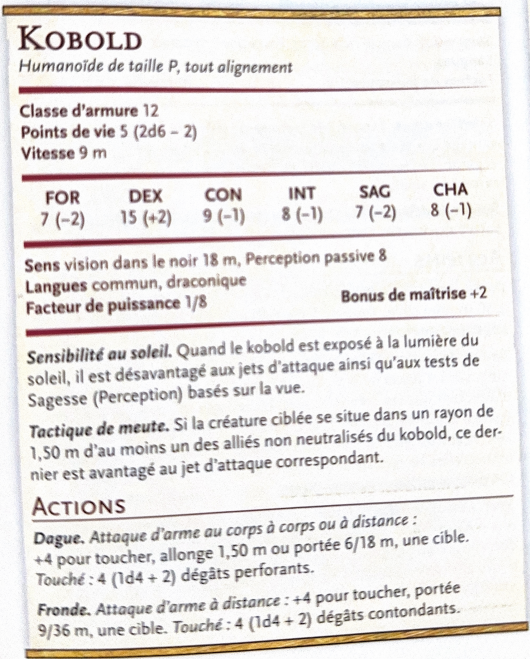 KOBOLD
Humanoïde de taille P, tout alignement
Classe d'armure 12
Points de vie 5 (2d6 – 2)
Vitesse 9 m
FOR DEX CON INT SAG CHA
7 (–2) 15 (+2) 9 (–1) 8 (–1) 7 (–2) 8 (–1)
Sens vision dans le noir 18 m, Perception passive 8
Langues commun, draconique
Facteur de puissance 1/8 Bonus de maîtrise +2
Sensibilité au soleil. Quand le kobold est exposé à la lumière du
soleil, il est désavantagé aux jets d'attaque ainsi qu'aux tests de
Sagesse (Perception) basés sur la vue.
Tactique de meute. Si la créature ciblée se situe dans un rayon de
1,50 m d'au moins un des alliés non neutralisés du kobold, ce der-
nier est avantagé au jet d'attaque correspondant.
ACTIONS
Dague. Attaque d'arme au corps à corps ou à distance :
+4 pour toucher, allonge 1,50 m ou portée 6/18 m, une cible.
Touché : 4 (1d4 + 2) dégâts perforants.
Fronde. Attaque d'arme à distance : +4 pour toucher, portée
9/36 m, une cible. Touché : 4 (1d4 + 2) dégâts contondants.